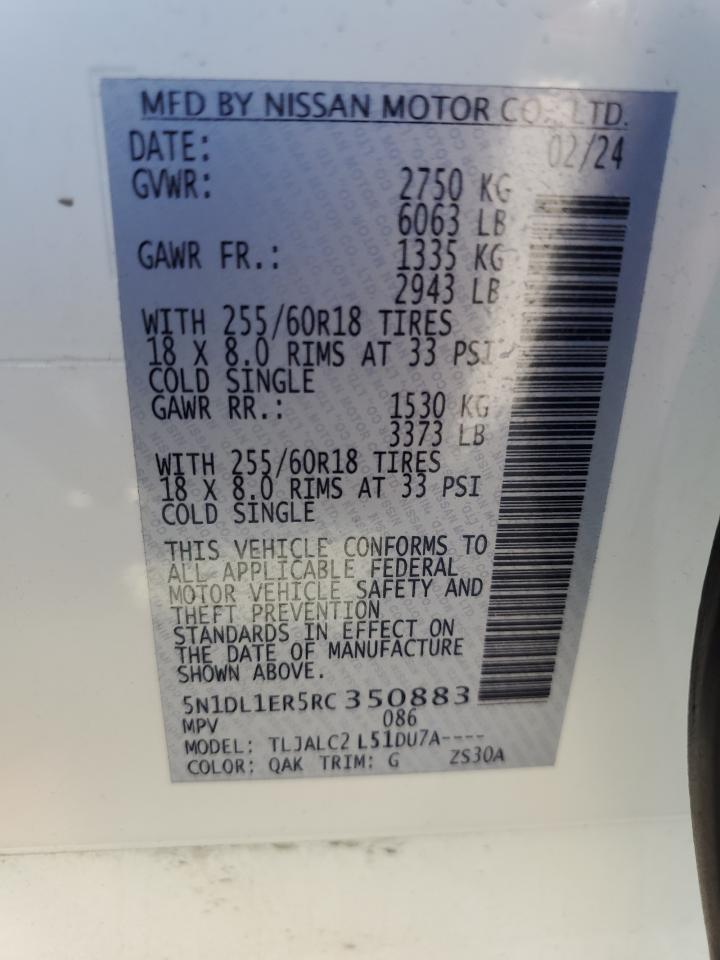 MFD BY NISSAN MOTOR CO., LTD.
DATE: 02/24
GVWR: 2750 KG
6063 LB
GAWR FR.: 1335 KG
2943 LB
WITH 255/60R18 TIRES
18 X 8.0 RIMS AT 33 PSI
COLD SINGLE
GAWR RR.: 1530 KG
3373 LB
WITH 255/60R18 TIRES
18 X 8.0 RIMS AT 33 PSI
COLD SINGLE
THIS VEHICLE CONFORMS TO
ALL APPLICABLE FEDERAL
MOTOR VEHICLE SAFETY AND
THEFT PREVENTION
STANDARDS IN EFFECT ON
THE DATE OF MANUFACTURE
SHOWN ABOVE.
5N1DL1ER5RC350883
MPV 086
MODEL: TLJALC2 L51DU7A----
COLOR: QAK TRIM: G ZS30A